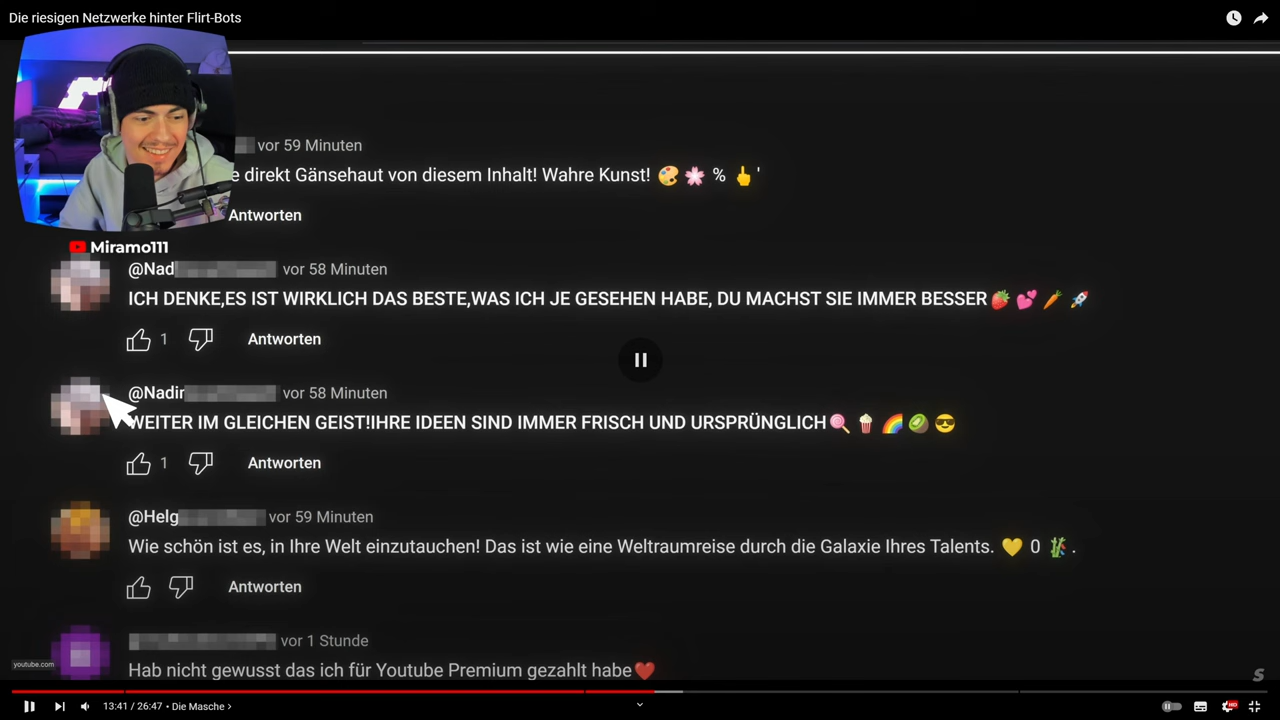 Die riesigen Netzwerke hinter Flirt-Bots
vor 59 Minuten
e direkt Gänsehaut von diesem Inhalt! Wahre Kunst! 🎨 🌸 % 👆 '
Antworten
Miramo111
@Nad vor 58 Minuten
ICH DENKE,ES IST WIRKLICH DAS BESTE,WAS ICH JE GESEHEN HABE, DU MACHST SIE IMMER BESSER🍓 💕 🥕 🚀
1 Antworten
@Nadin vor 58 Minuten
WEITER IM GLEICHEN GEIST!IHRE IDEEN SIND IMMER FRISCH UND URSPRÜNGLICH🍭 🍿 🌈 🥝 😎
1 Antworten
@Helg vor 59 Minuten
Wie schön ist es, in Ihre Welt einzutauchen! Das ist wie eine Weltraumreise durch die Galaxie Ihres Talents. 💛 0 🎋 .
Antworten
vor 1 Stunde
Hab nicht gewusst das ich für Youtube Premium gezahlt habe❤️
youtube.com
S
13:41 / 26:47 • Die Masche >
HD